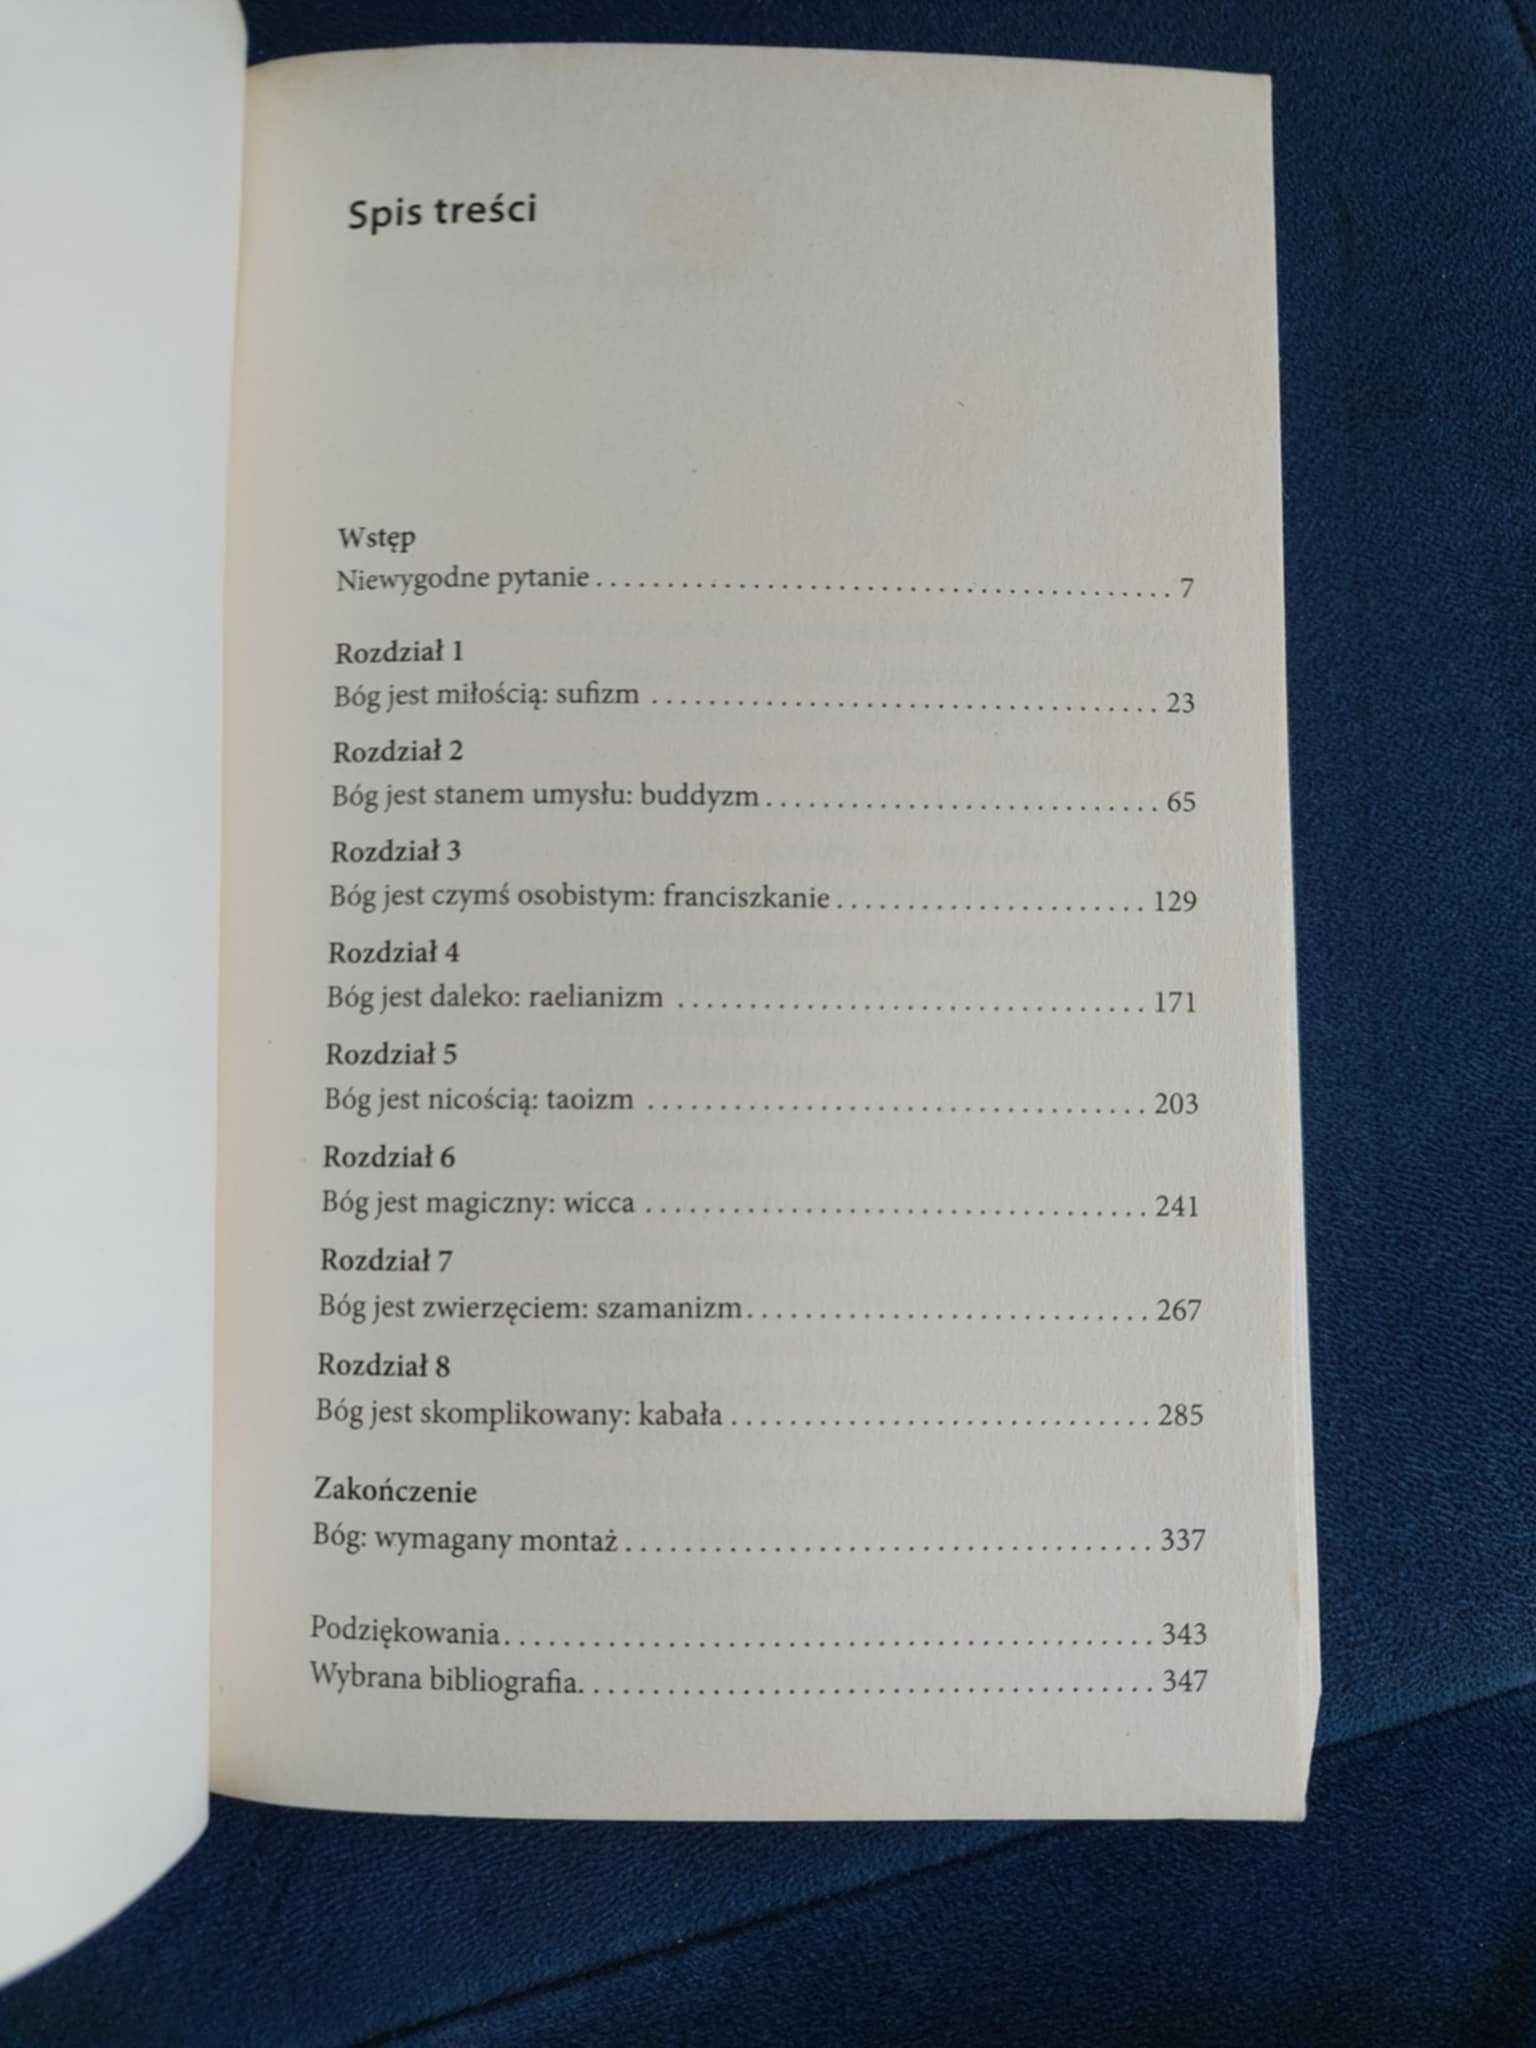 Spis treści
Wstęp
Niewygodne pytanie........................................ 7
Rozdział 1
Bóg jest miłością: sufizm .................................... 23
Rozdział 2
Bóg jest stanem umysłu: buddyzm............................ 65
Rozdział 3
Bóg jest czymś osobistym: franciszkanie...................... 129
Rozdział 4
Bóg jest daleko: raelianizm ................................. 171
Rozdział 5
Bóg jest nicością: taoizm ................................... 203
Rozdział 6
Bóg jest magiczny: wicca ................................... 241
Rozdział 7
Bóg jest zwierzęciem: szamanizm............................ 267
Rozdział 8
Bóg jest skomplikowany: kabała ............................. 285
Zakończenie
Bóg: wymagany montaż .................................... 337
Podziękowania............................................. 343
Wybrana bibliografia........................................ 347